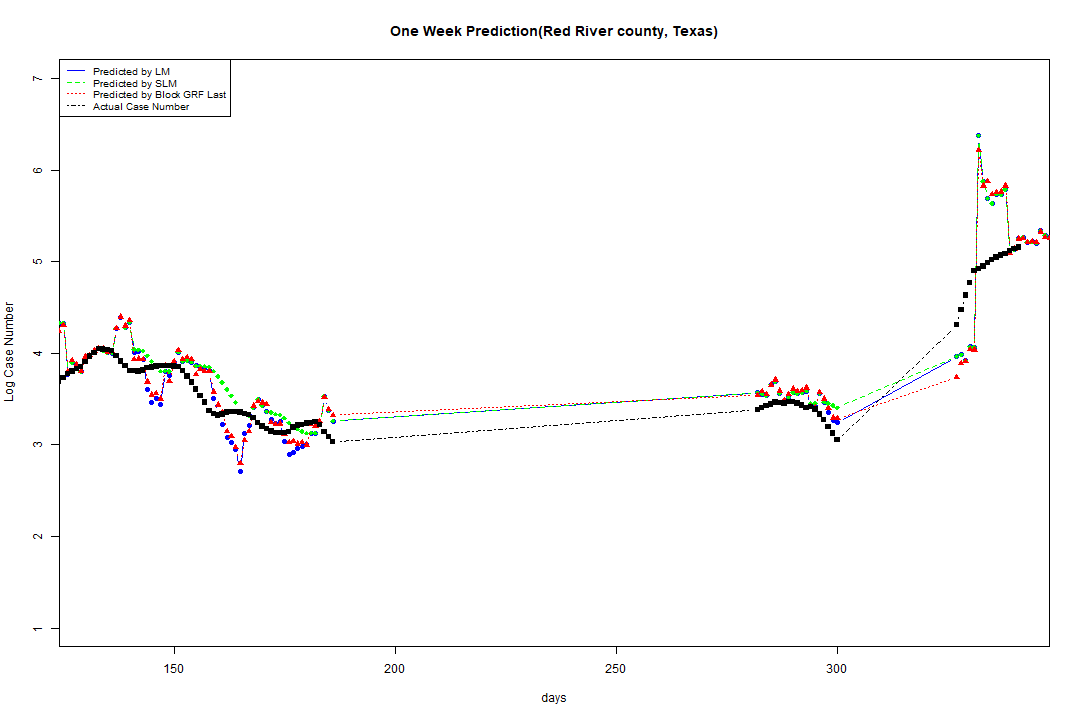 One Week Prediction(Red River county, Texas)
Predicted by LM
Predicted by SLM
Predicted by Block GRF Last
Actual Case Number
Log Case Number
7
6
5
4
3
2
1
150
200
250
300
days